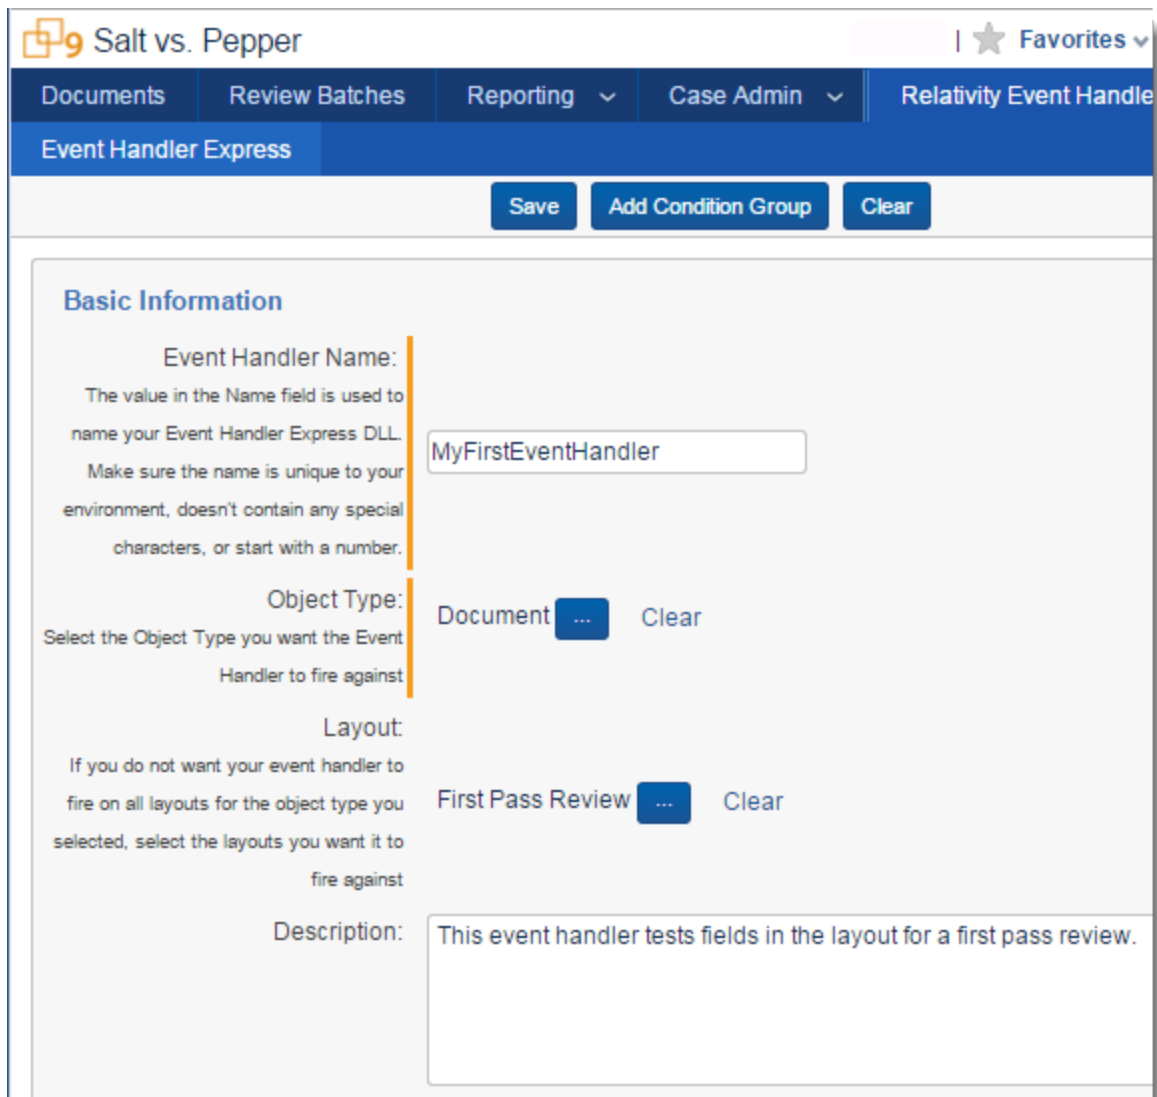 9 Salt vs. Pepper
| Favorites
Documents Review Batches Reporting Case Admin Relativity Event Handle
Event Handler Express
Save Add Condition Group Clear
Basic Information
Event Handler Name:
The value in the Name field is used to
name your Event Handler Express DLL.
Make sure the name is unique to your
environment, doesn't contain any special
characters, or start with a number.
MyFirstEventHandler
Object Type:
Select the Object Type you want the Event
Handler to fire against
Document ... Clear
Layout:
If you do not want your event handler to
fire on all layouts for the object type you
selected, select the layouts you want it to
fire against
First Pass Review ... Clear
Description:
This event handler tests fields in the layout for a first pass review.